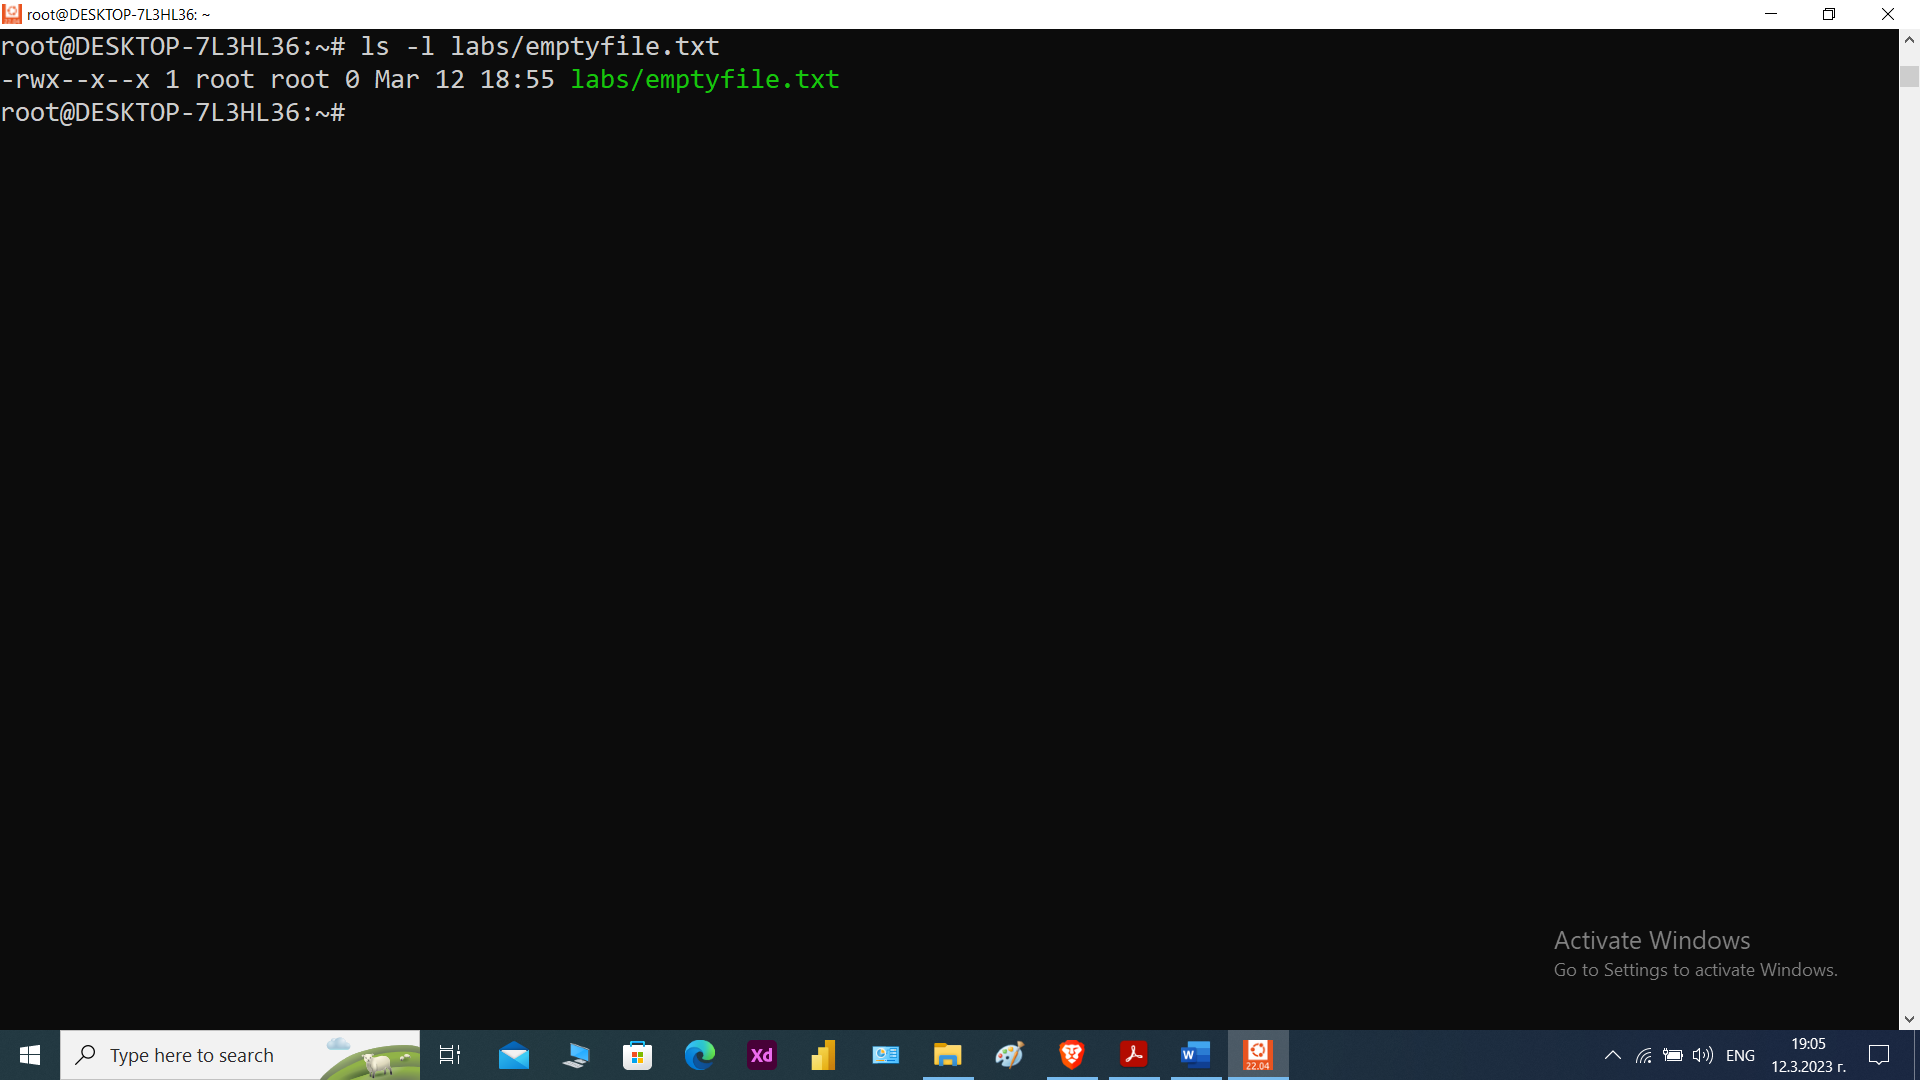 root@DESKTOP-7L3HL36: ~
root@DESKTOP-7L3HL36:~# ls -l labs/emptyfile.txt
-rwx--x--x 1 root root 0 Mar 12 18:55 labs/emptyfile.txt
root@DESKTOP-7L3HL36:~#
Activate Windows
Go to Settings to activate Windows.
Type here to search
Xd
W
22.04
ENG
19:05
12.3.2023 г.